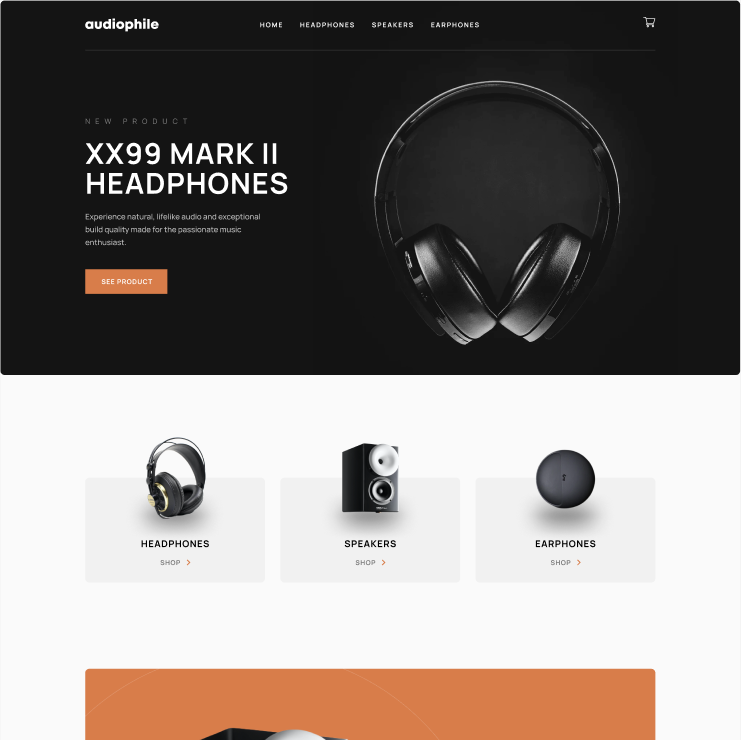 audiophile
HOME HEADPHONES SPEAKERS EARPHONES
NEW PRODUCT
XX99 MARK II
HEADPHONES
Experience natural, lifelike audio and exceptional
build quality made for the passionate music
enthusiast.
SEE PRODUCT
HEADPHONES
SHOP
SPEAKERS
SHOP
EARPHONES
SHOP